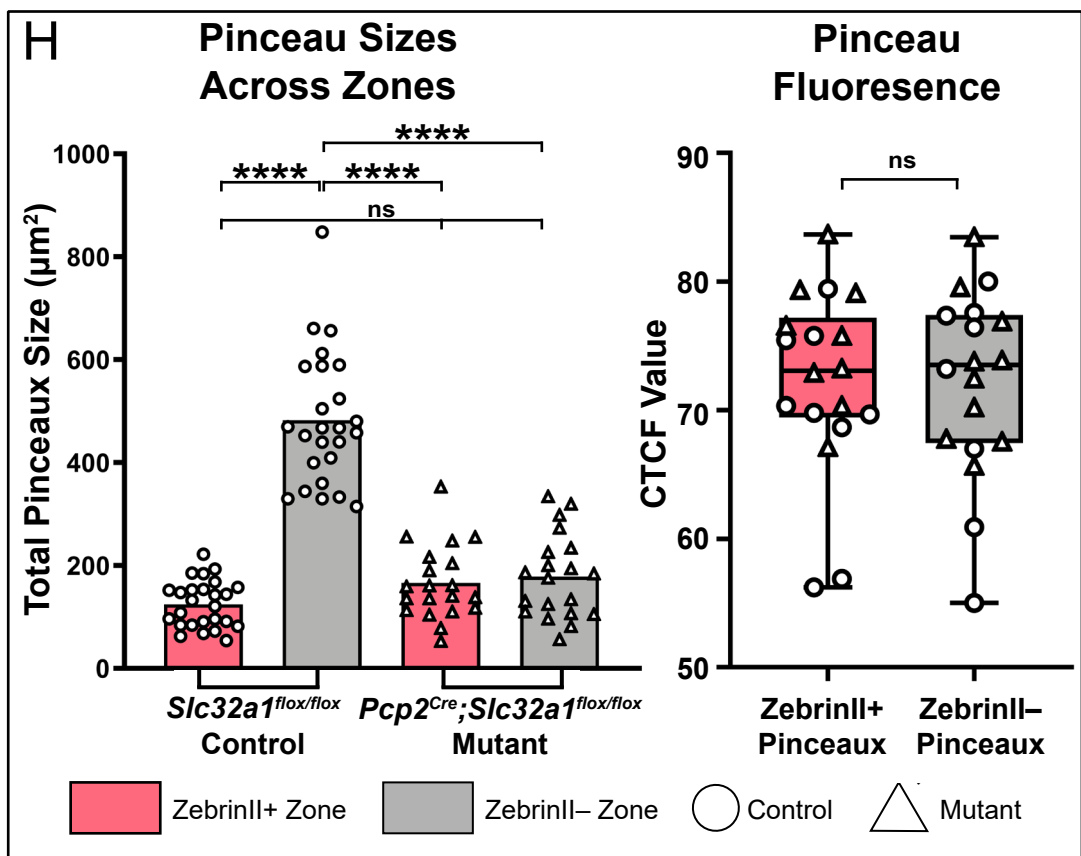 H
Pinceau Sizes
Across Zones
****
**** ****
ns
1000
800
600
400
200
0
Total Pinceaux Size (µm²)
Slc32a1flox/flox
Control
Pcp2Cre;Slc32a1flox/flox
Mutant
Pinceau
Fluoresence
ns
90
80
70
60
50
CTCF Value
ZebrinII+
Pinceaux
ZebrinII–
Pinceaux
ZebrinII+ Zone
ZebrinII– Zone
Control
Mutant